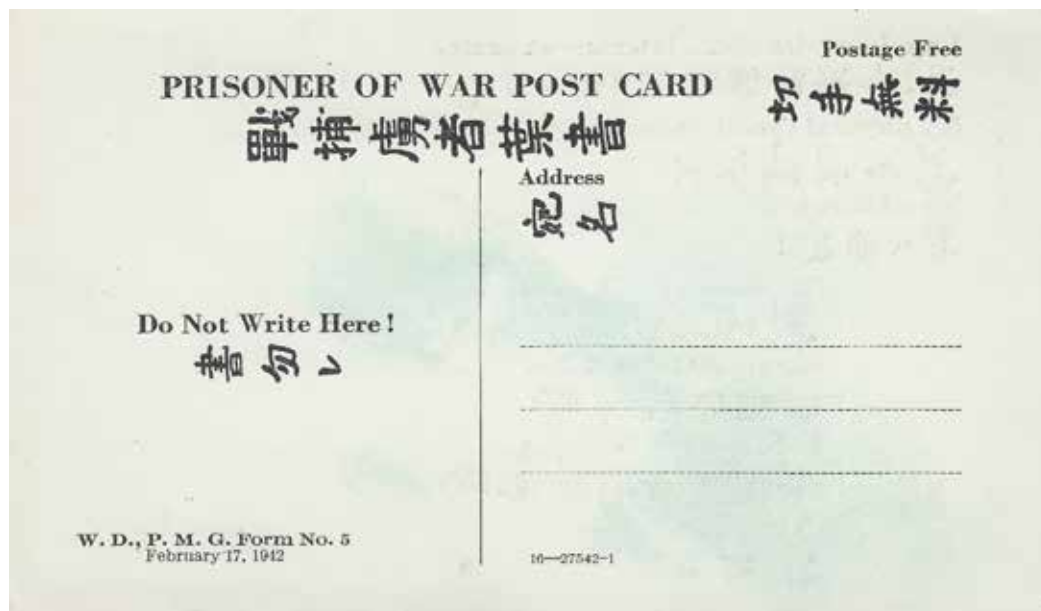 Postage Free
切手無料
PRISONER OF WAR POST CARD
戰捕虜者葉書
Address
宛名
Do Not Write Here!
書勿レ
W. D., P. M. G. Form No. 5
February 17, 1942
16—27542-1